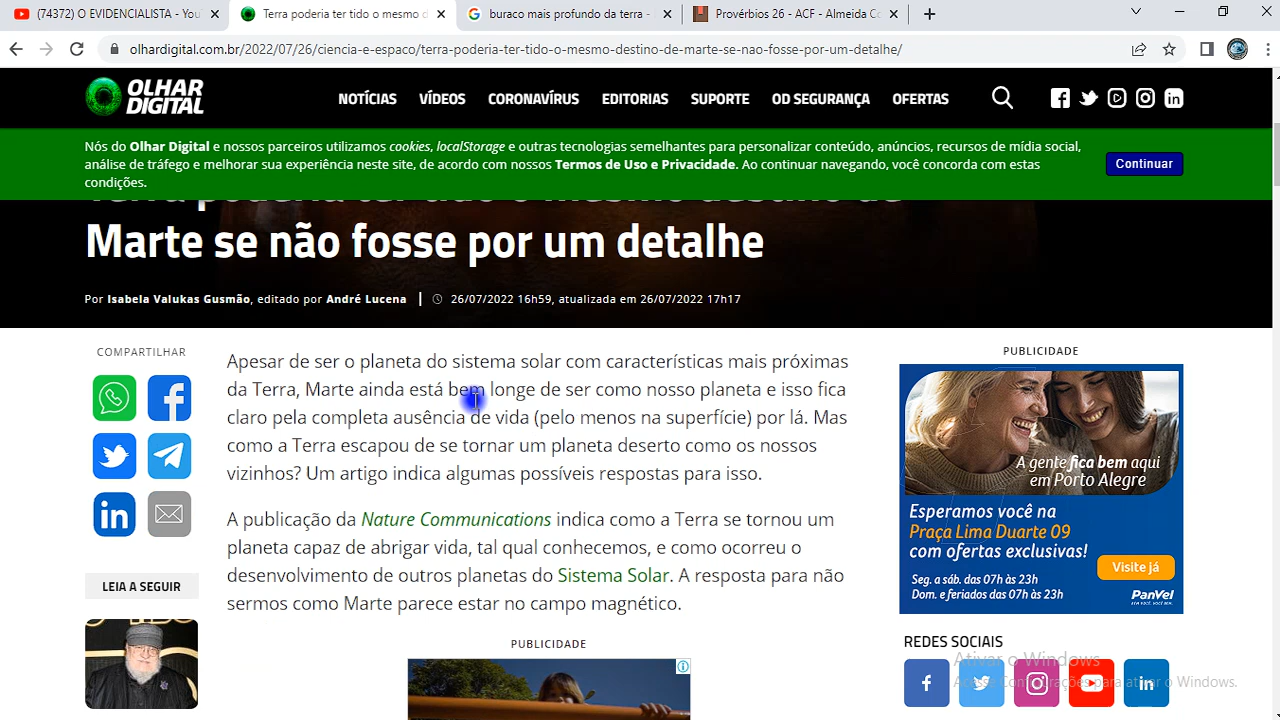 (74372) O EVIDENCIALISTA - You
Terra poderia ter tido o mesmo d
buraco mais profundo da terra -
Provérbios 26 - ACF - Almeida Co
olhardigital.com.br/2022/07/26/ciencia-e-espaco/terra-poderia-ter-tido-o-mesmo-destino-de-marte-se-nao-fosse-por-um-detalhe/
OLHAR
DIGITAL
NOTÍCIAS VÍDEOS CORONAVÍRUS EDITORIAS SUPORTE OD SEGURANÇA OFERTAS
Nós do Olhar Digital e nossos parceiros utilizamos cookies, localStorage e outras tecnologias semelhantes para personalizar conteúdo, anúncios, recursos de mídia social,
análise de tráfego e melhorar sua experiência neste site, de acordo com nossos Termos de Uso e Privacidade. Ao continuar navegando, você concorda com estas
condições.
Continuar
Terra poderia ter tido o mesmo destino de
Marte se não fosse por um detalhe
Por Isabela Valukas Gusmão, editado por André Lucena | 26/07/2022 16h59, atualizada em 26/07/2022 17h17
COMPARTILHAR
Apesar de ser o planeta do sistema solar com características mais próximas
da Terra, Marte ainda está bem longe de ser como nosso planeta e isso fica
claro pela completa ausência de vida (pelo menos na superfície) por lá. Mas
como a Terra escapou de se tornar um planeta deserto como os nossos
vizinhos? Um artigo indica algumas possíveis respostas para isso.
A publicação da Nature Communications indica como a Terra se tornou um
planeta capaz de abrigar vida, tal qual conhecemos, e como ocorreu o
desenvolvimento de outros planetas do Sistema Solar. A resposta para não
sermos como Marte parece estar no campo magnético.
LEIA A SEGUIR
PUBLICIDADE
PUBLICIDADE
A gente fica bem aqui
em Porto Alegre
Esperamos você na
Praça Lima Duarte 09
com ofertas exclusivas!
Seg. a sáb. das 07h às 23h
Dom. e feriados das 07h às 23h
Visite já
PanVel
REDES SOCIAIS
Ativar o Windows